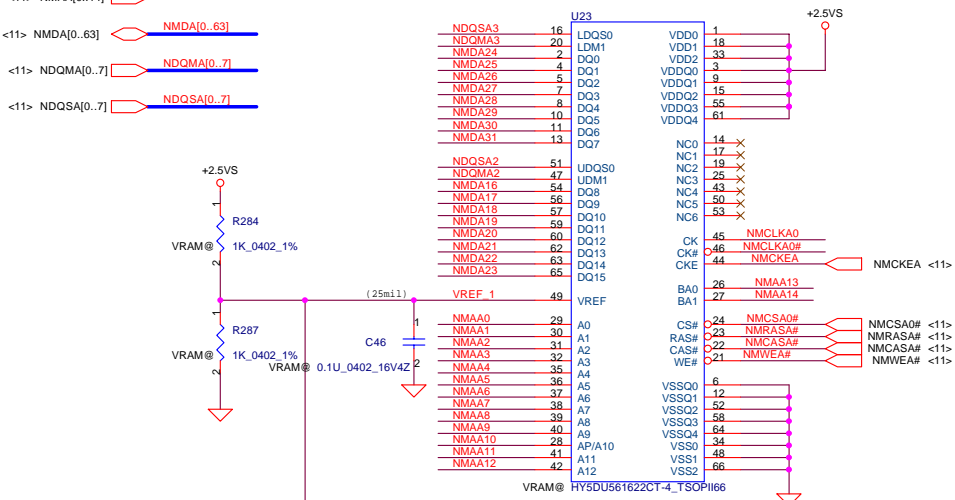 <11> NMDA[0..63] NMDA[0..63]
<11> NDQMA[0..7] NDQMA[0..7]
<11> NDQSA[0..7] NDQSA[0..7]
+2.5VS
1
R284
VRAM@ 1K_0402_1%
2
1
R287
VRAM@ 1K_0402_1%
2
(25mil) VREF_1 49 VREF
1
C46
VRAM@ 0.1U_0402_16V4Z 2
U23
NDQSA3 16 LDQS0
NDQMA3 20 LDM1
NMDA24 2 DQ0
NMDA25 4 DQ1
NMDA26 5 DQ2
NMDA27 7 DQ3
NMDA28 8 DQ4
NMDA29 10 DQ5
NMDA30 11 DQ6
NMDA31 13 DQ7
NDQSA2 51 UDQS0
NDQMA2 47 UDM1
NMDA16 54 DQ8
NMDA17 56 DQ9
NMDA18 57 DQ10
NMDA19 59 DQ11
NMDA20 60 DQ12
NMDA21 62 DQ13
NMDA22 63 DQ14
NMDA23 65 DQ15
NMAA0 29 A0
NMAA1 30 A1
NMAA2 31 A2
NMAA3 32 A3
NMAA4 35 A4
NMAA5 36 A5
NMAA6 37 A6
NMAA7 38 A7
NMAA8 39 A8
NMAA9 40 A9
NMAA10 28 AP/A10
NMAA11 41 A11
NMAA12 42 A12
+2.5VS
VDD0 1
VDD1 18
VDD2 33
VDDQ0 3
VDDQ1 9
VDDQ2 15
VDDQ3 55
VDDQ4 61
NC0 14
NC1 17
NC2 19
NC3 25
NC4 43
NC5 50
NC6 53
CK 45 NMCLKA0
CK# 46 NMCLKA0#
CKE 44 NMCKEA NMCKEA <11>
BA0 26 NMAA13
BA1 27 NMAA14
CS# 24 NMCSA0# NMCSA0# <11>
RAS# 23 NMRASA# NMRASA# <11>
CAS# 22 NMCASA# NMCASA# <11>
WE# 21 NMWEA# NMWEA# <11>
VSSQ0 6
VSSQ1 12
VSSQ2 52
VSSQ3 58
VSSQ4 64
VSS0 34
VSS1 48
VSS2 66
VRAM@ HY5DU561622CT-4_TSOPII66